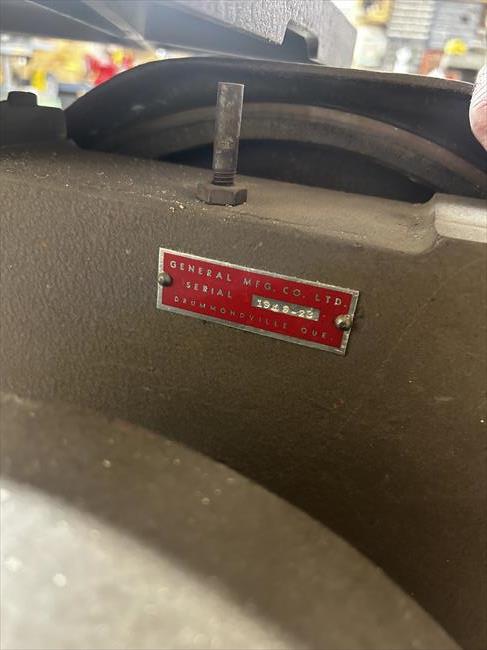 GENERAL MFG. CO. LTD.
SERIAL 1949-23
DRUMMONDVILLE QUE.